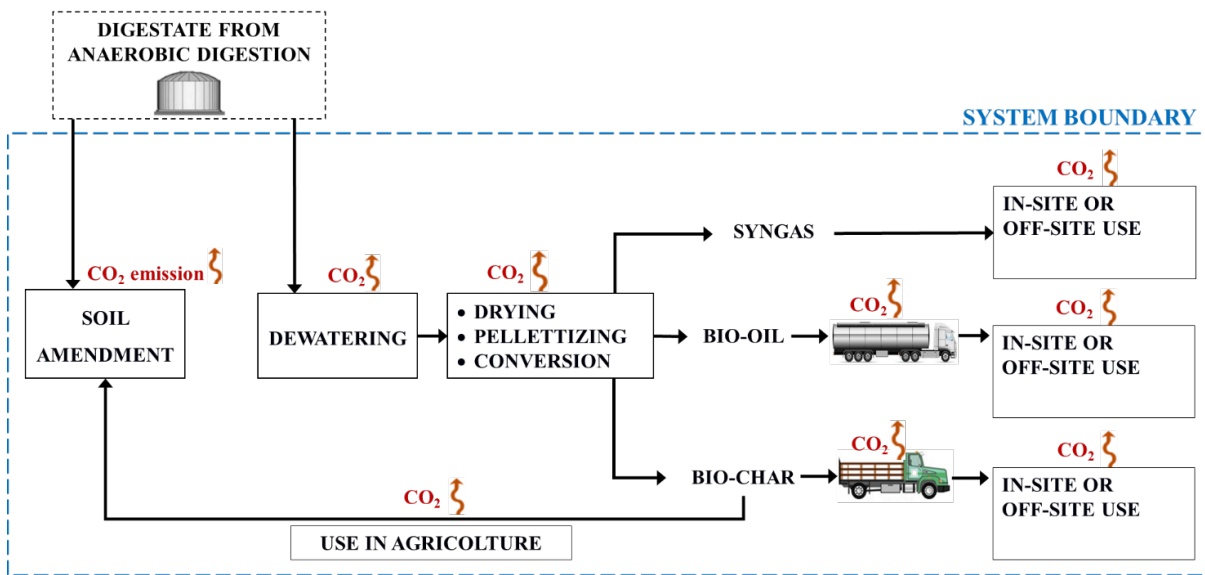 DIGESTATE FROM
ANAEROBIC DIGESTION
SYSTEM BOUNDARY
CO₂
IN-SITE OR
OFF-SITE USE
SYNGAS
CO₂ emission
SOIL
AMENDMENT
CO₂
DEWATERING
CO₂
• DRYING
• PELLETTIZING
• CONVERSION
BIO-OIL
CO₂
CO₂
IN-SITE OR
OFF-SITE USE
BIO-CHAR
CO₂
CO₂
IN-SITE OR
OFF-SITE USE
CO₂
USE IN AGRICOLTURE